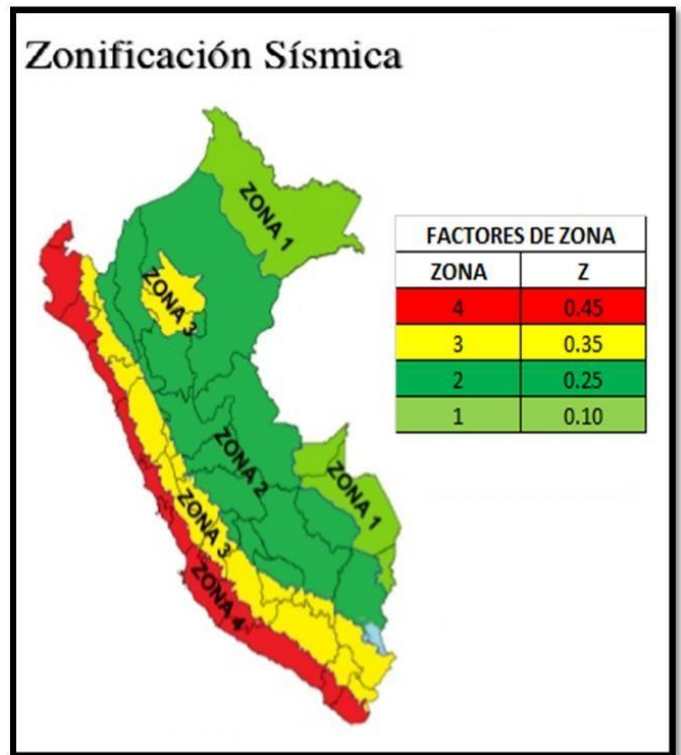 Zonificación Sísmica
ZONA 1
ZONA 3
ZONA 2
ZONA 1
ZONA 3
ZONA 4
FACTORES DE ZONA
ZONA Z
4 0.45
3 0.35
2 0.25
1 0.10